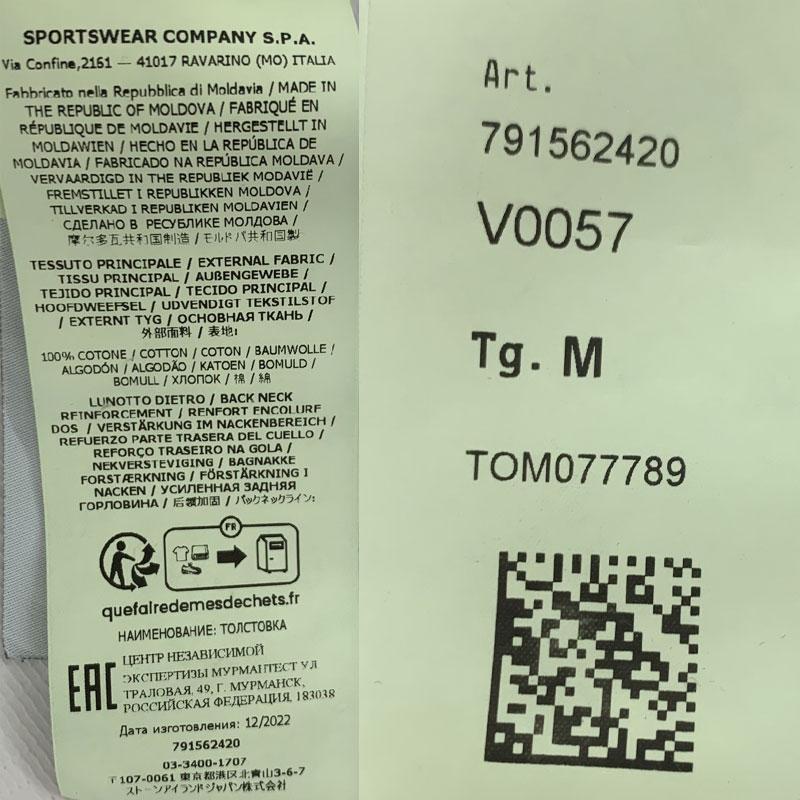 SPORTSWEAR COMPANY S.P.A.
Via Confine,2161 — 41017 RAVARINO (MO) ITALIA
Fabbricato nella Repubblica di Moldavia / MADE IN
THE REPUBLIC OF MOLDOVA / FABRIQUÉ EN
RÉPUBLIQUE DE MOLDAVIE / HERGESTELLT IN
MOLDAWIEN / HECHO EN LA REPÚBLICA DE
MOLDAVIA / FABRICADO NA REPÚBLICA MOLDAVA /
VERVAARDIGD IN THE REPUBLIEK MODAVIË /
FREMSTILLET I REPUBLIKKEN MOLDOVA /
TILLVERKAD I REPUBLIKEN MOLDAVIEN /
СДЕЛАНО В РЕСПУБЛИКЕ МОЛДОВА /
摩尔多瓦共和国制造 / モルドバ共和国製
TESSUTO PRINCIPALE / EXTERNAL FABRIC /
TISSU PRINCIPAL / AUßENGEWEBE /
TEJIDO PRINCIPAL / TECIDO PRINCIPAL /
HOOFDWEEFSEL / UDVENDIGT TEKSTILSTOF
/ EXTERNT TYG / ОСНОВНАЯ ТКАНЬ /
外部面料 / 表地:
100% COTONE / COTTON / COTON / BAUMWOLLE /
ALGODÓN / ALGODÃO / KATOEN / BOMULD /
BOMULL / ХЛОПОК / 棉 / 綿
LUNOTTO DIETRO / BACK NECK
REINFORCEMENT / RENFORT ENCOLURE
DOS / VERSTÄRKUNG IM NACKENBEREICH /
REFUERZO PARTE TRASERA DEL CUELLO /
REFORÇO TRASEIRO NA GOLA /
NEKVERSTEVIGING / BAGNAKKE
FORSTÆRKNING / FÖRSTÄRKNING I
NACKEN / УСИЛЕННАЯ ЗАДНЯЯ
ГОРЛОВИНА / 后领加固 / バックネックライン:
FR
quefairedemesdechets.fr
НАИМЕНОВАНИЕ: ТОЛСТОВКА
EAC
ЦЕНТР НЕЗАВИСИМОЙ
ЭКСПЕРТИЗЫ МУРМАНТЕСТ УЛ
ТРАЛОВАЯ, 49, Г. МУРМАНСК,
РОССИЙСКАЯ ФЕДЕРАЦИЯ, 183038
Дата изготовления: 12/2022
791562420
03-3400-1707
〒107-0061 東京都港区北青山3-6-7
ストーンアイランドジャパン株式会社
Art.
791562420
V0057
Tg. M
TOM077789